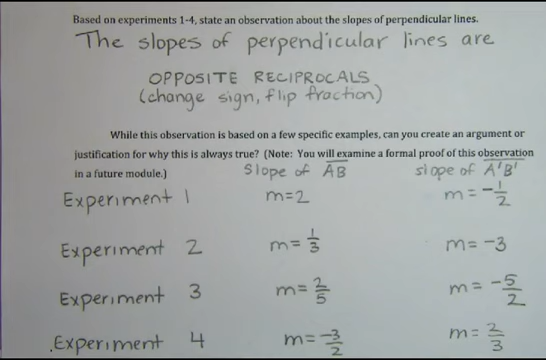 Based on experiments 1-4, state an observation about the slopes of perpendicular lines.
The slopes of perpendicular lines are
OPPOSITE RECIPROCALS
(change sign, flip fraction)
While this observation is based on a few specific examples, can you create an argument or
justification for why this is always true? (Note: You will examine a formal proof of this observation
in a future module.) Slope of AB slope of A'B'
Experiment 1 m=2 m=-1/2
Experiment 2 m=1/3 m=-3
Experiment 3 m=2/5 m=-5/2
Experiment 4 m=-3/2 m=2/3